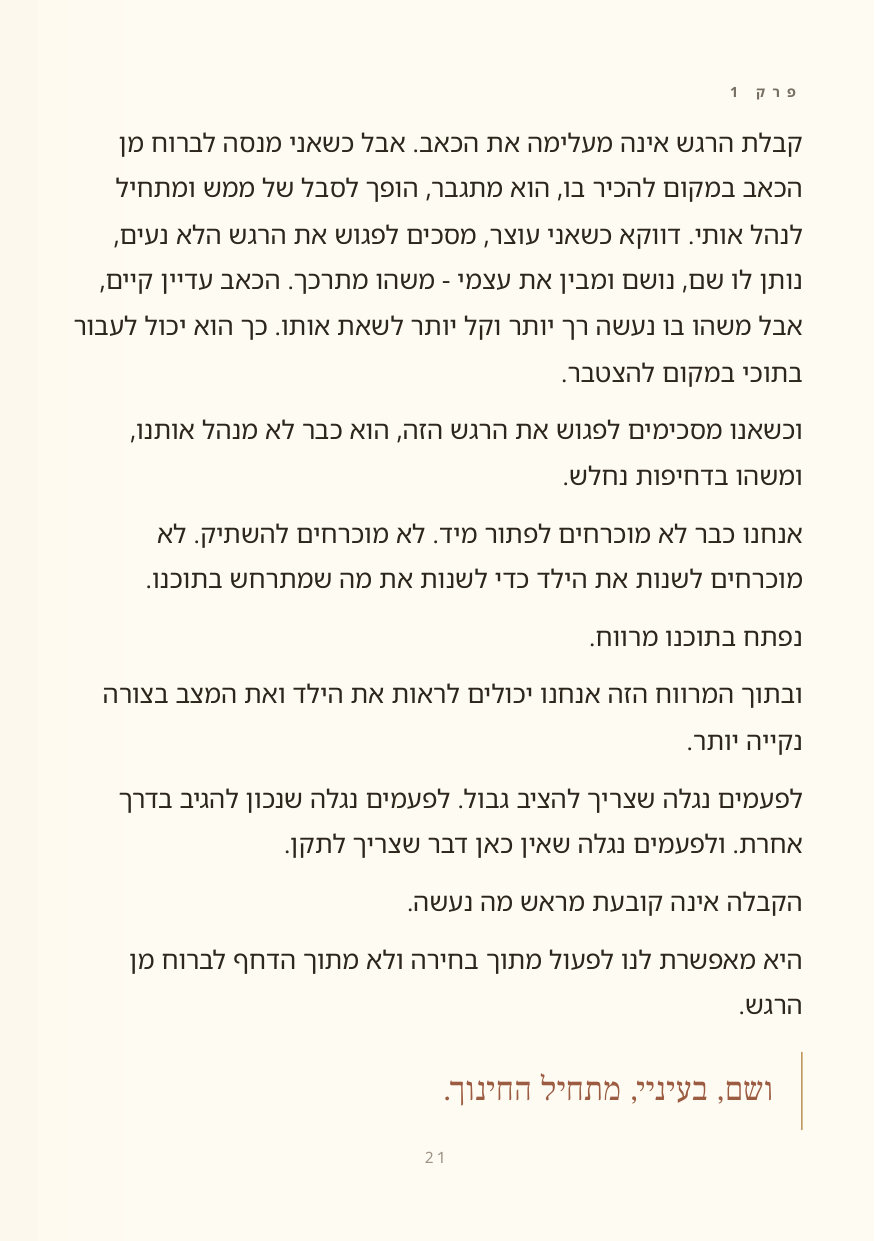 פרק 1
קבלת הרגש אינה מעלימה את הכאב. אבל כשאני מנסה לברוח מן
הכאב במקום להכיר בו, הוא מתגבר, הופך לסבל של ממש ומתחיל
לנהל אותי. דווקא כשאני עוצר, מסכים לפגוש את הרגש הלא נעים,
נותן לו שם, נושם ומבין את עצמי - משהו מתרכך. הכאב עדיין קיים,
אבל משהו בו נעשה רך יותר וקל יותר לשאת אותו. כך הוא יכול לעבור
בתוכי במקום להצטבר.
וכשאנו מסכימים לפגוש את הרגש הזה, הוא כבר לא מנהל אותנו,
ומשהו בדחיפות נחלש.
אנחנו כבר לא מוכרחים לפתור מיד. לא מוכרחים להשתיק. לא
מוכרחים לשנות את הילד כדי לשנות את מה שמתרחש בתוכנו.
נפתח בתוכנו מרווח.
ובתוך המרווח הזה אנחנו יכולים לראות את הילד ואת המצב בצורה
נקייה יותר.
לפעמים נגלה שצריך להציב גבול. לפעמים נגלה שנכון להגיב בדרך
אחרת. ולפעמים נגלה שאין כאן דבר שצריך לתקן.
הקבלה אינה קובעת מראש מה נעשה.
היא מאפשרת לנו לפעול מתוך בחירה ולא מתוך הדחף לברוח מן
הרגש.
ושם, בעיניי, מתחיל החינוך.
21